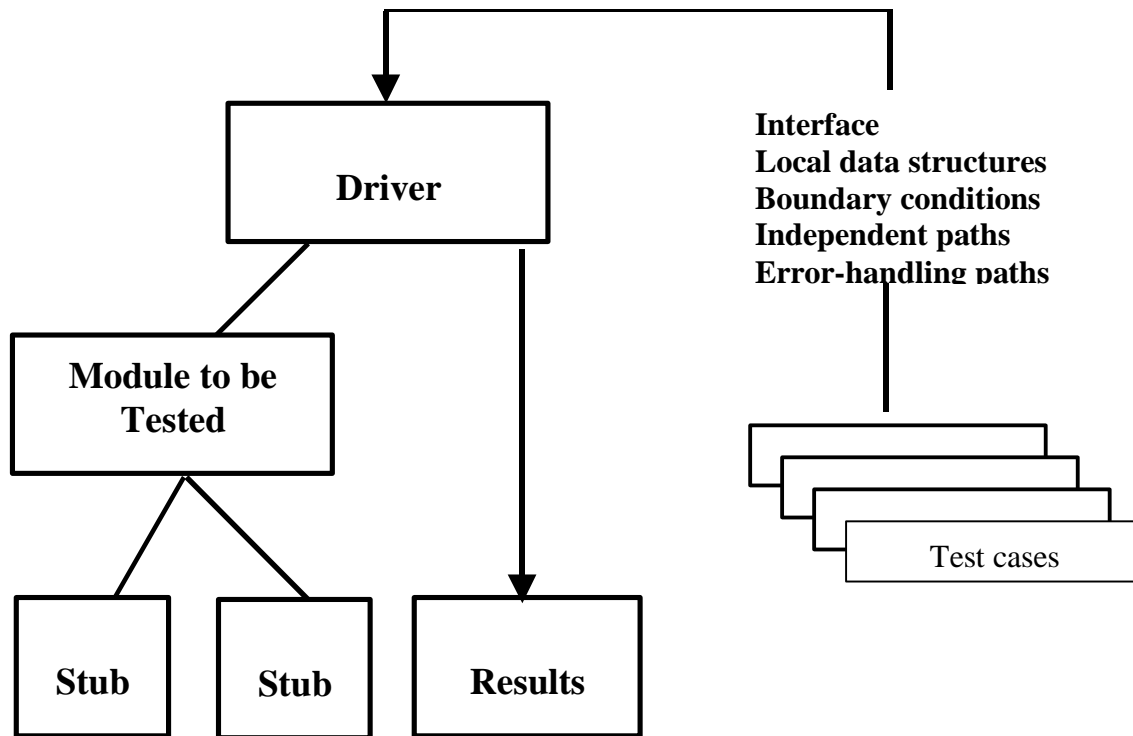 Interface
Local data structures
Boundary conditions
Independent paths
Error-handling paths
Driver
Module to be
Tested
Test cases
Stub
Stub
Results